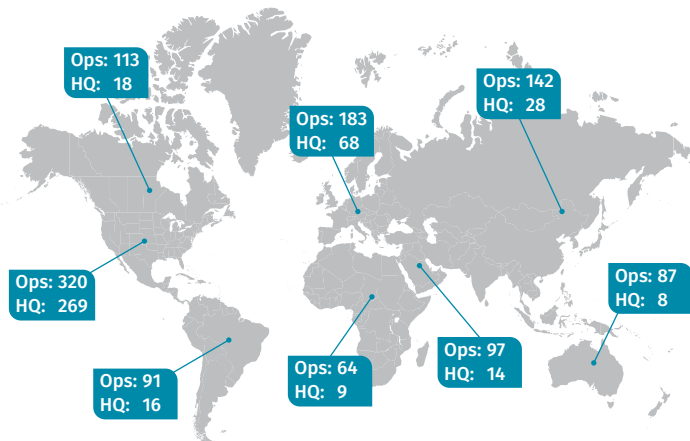 Ops: 113
HQ: 18
Ops: 142
HQ: 28
Ops: 183
HQ: 68
Ops: 320
HQ: 269
Ops: 87
HQ: 8
Ops: 97
HQ: 14
Ops: 64
HQ: 9
Ops: 91
HQ: 16